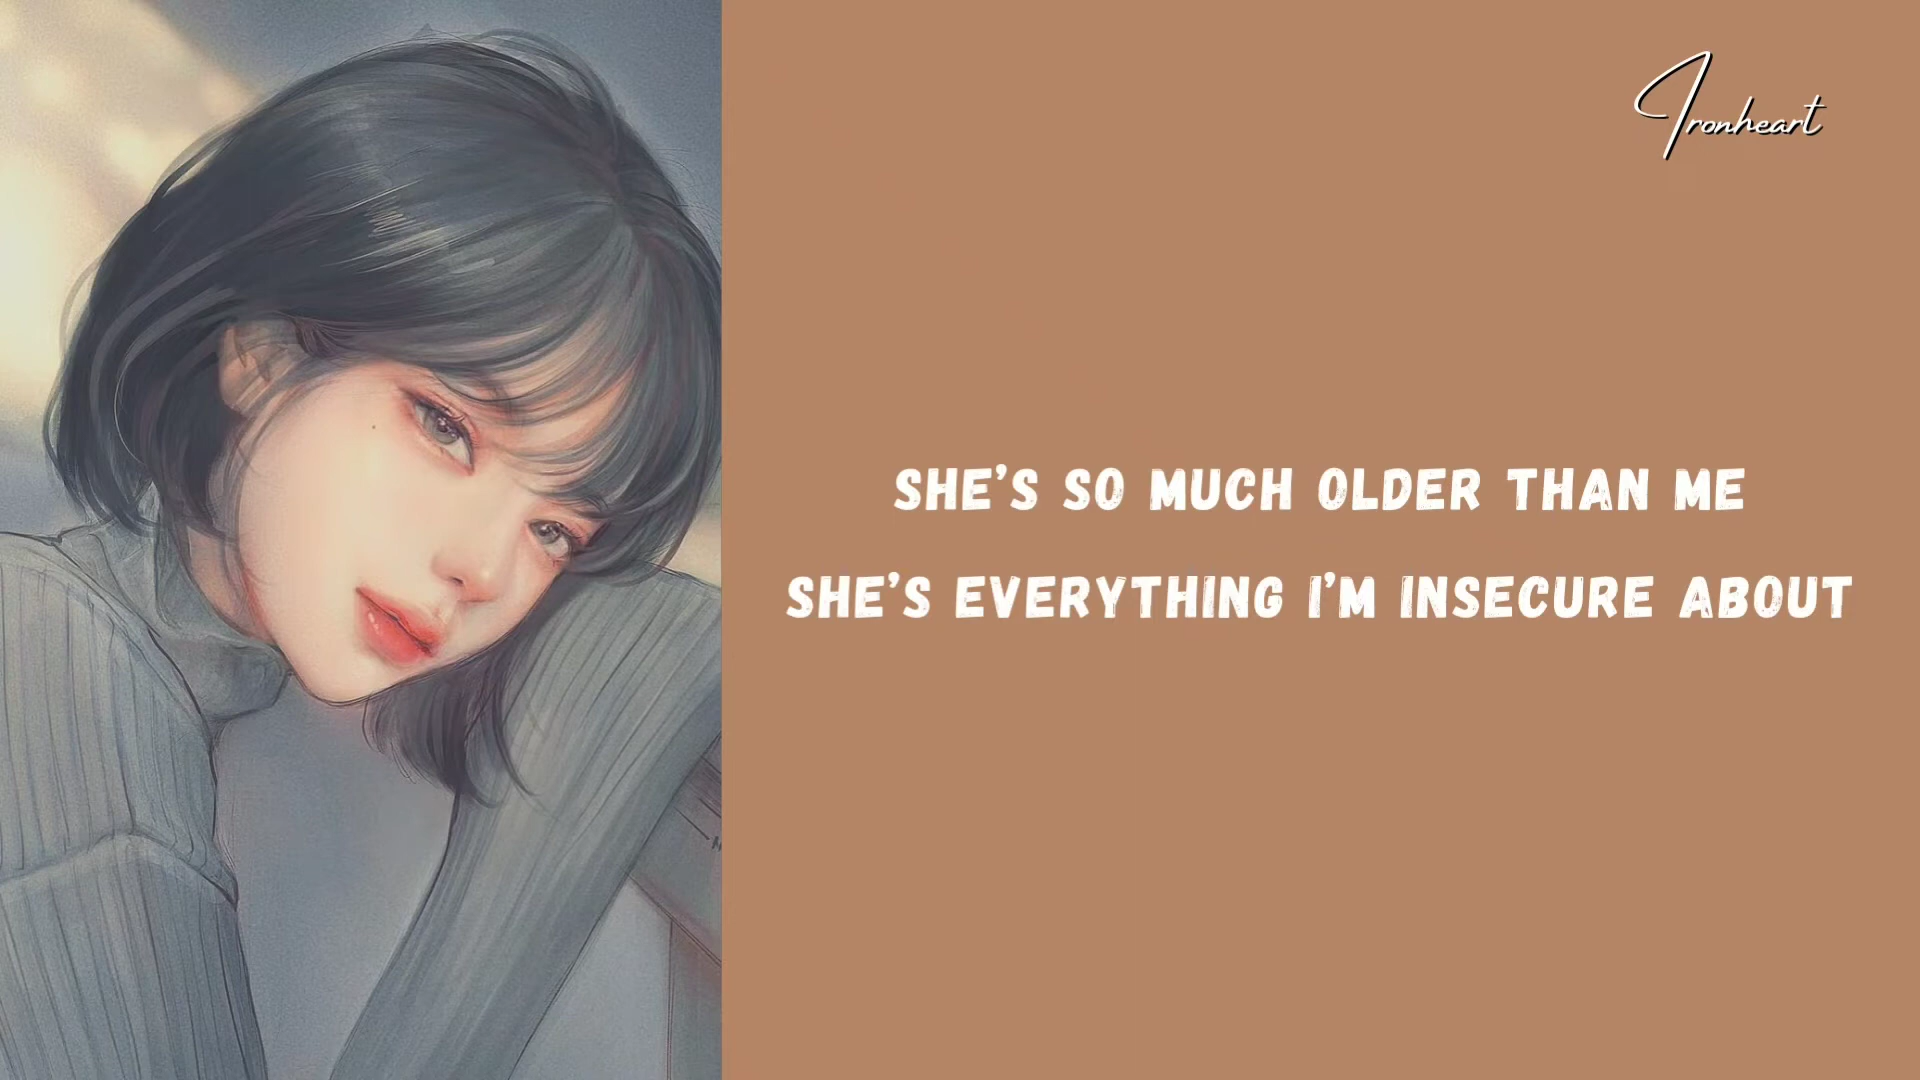 Ironheart
SHE'S SO MUCH OLDER THAN ME
SHE'S EVERYTHING I'M INSECURE ABOUT